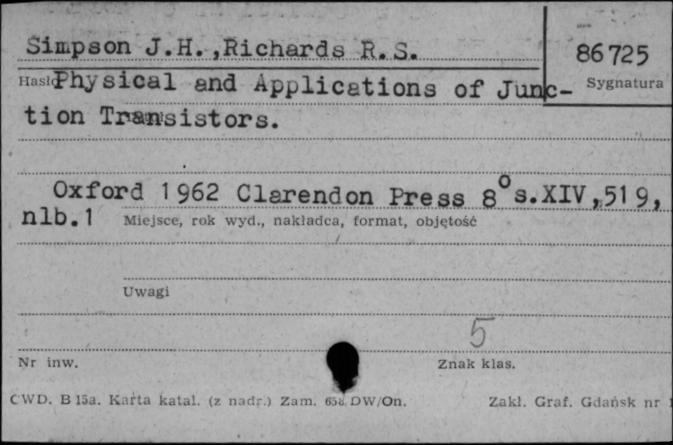 Simpson J.H.,Richards R.S.
86725
Hasło Physical and Applications of Junc-
Sygnatura
tion Transistors.
Oxford 1962 Clarendon Press 8° s.XIV,519,
nlb.1 Miejsce, rok wyd., nakładca, format, objętość
Uwagi
5
Nr inw.
Znak klas.
CWD. B 15a. Karta katal. (z nadr.) Zam. 658. DW/On.
Zakł. Graf. Gdańsk nr 1